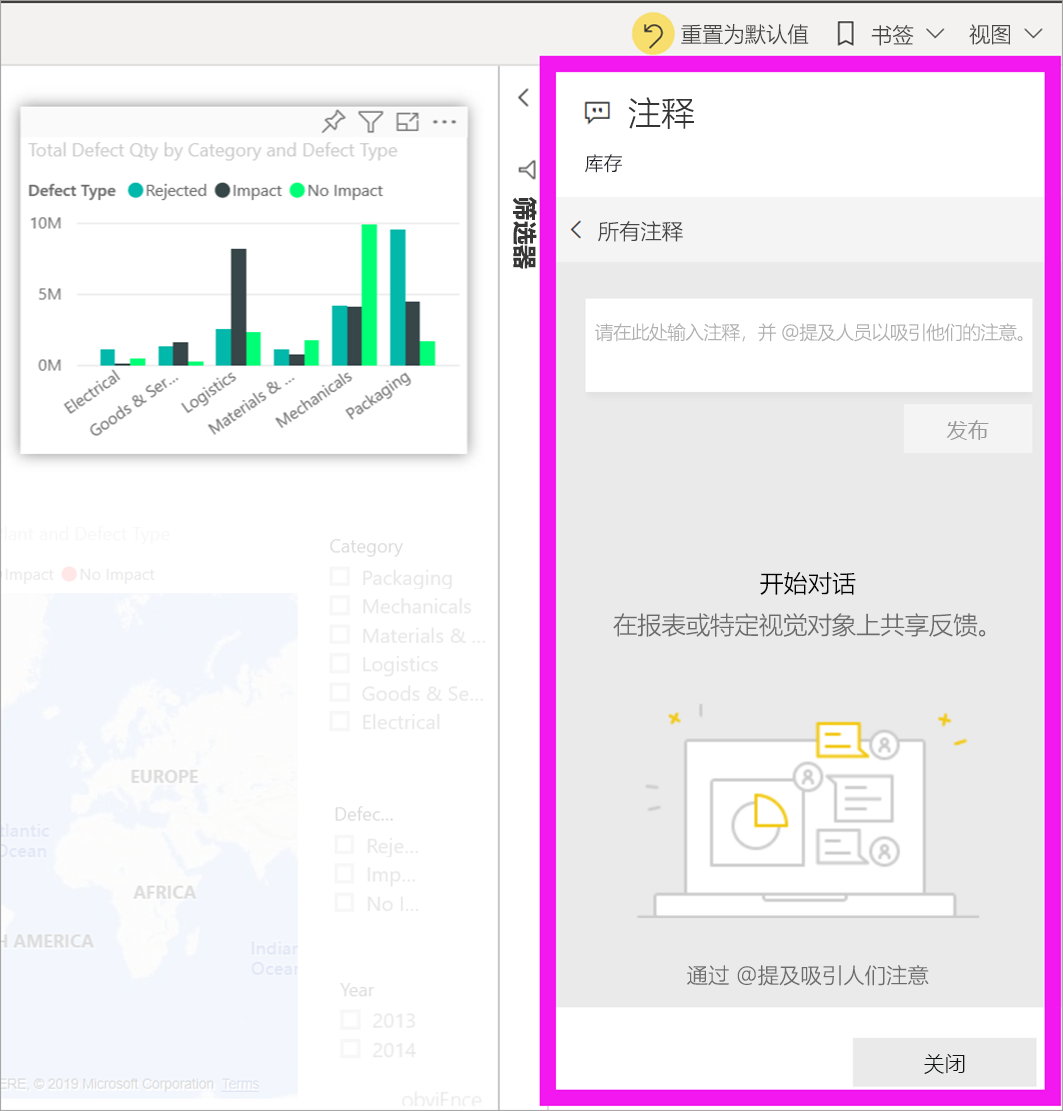 重置为默认值 书签 视图
Total Defect Qty by Category and Defect Type
Defect Type Rejected Impact No Impact
10M
5M
0M
Electrical
Goods & Ser...
Logistics
Materials & ...
Mechanicals
Packaging
lant and Defect Type
Impact No Impact
EUROPE
AFRICA
tlantic
Ocean
H AMERICA
Indian
Ocean
ERE, © 2019 Microsoft Corporation Terms
Category
Packaging
Mechanicals
Materials & ...
Logistics
Goods & Se...
Electrical
Defec...
Reje...
Imp...
No I...
Year
2013
2014
obviEnce
筛选器
注释
库存
所有注释
请在此处输入注释，并 @提及人员以吸引他们的注意。
发布
开始对话
在报表或特定视觉对象上共享反馈。
通过 @提及吸引人们注意
关闭